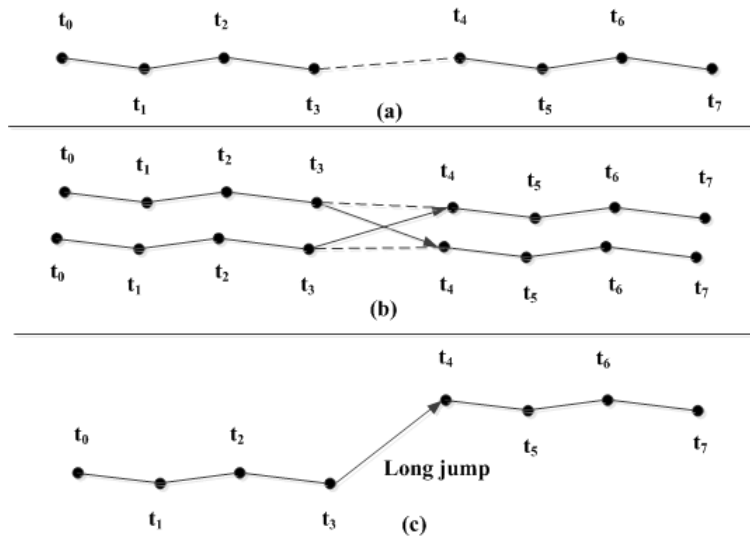 t₀ t₂ t₄ t₆
t₁ t₃ t₅ t₇
(a)
t₀ t₁ t₂ t₃ t₄ t₅ t₆ t₇
t₀ t₁ t₂ t₃ t₄ t₅ t₆ t₇
(b)
t₄ t₆
t₀ t₂ t₅ t₇
Long jump
t₁ t₃
(c)